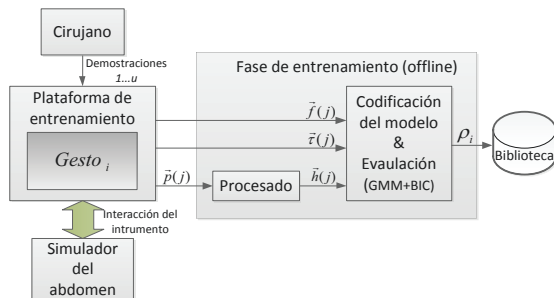 Cirujano
Demostraciones
1...u
Plataforma de
entrenamiento
Gesto i
Interacción del
intrumento
Simulador
del
abdomen
Fase de entrenamiento (offline)
f(j)
τ(j)
p(j)
Procesado
h(j)
Codificación
del modelo
&
Evaulación
(GMM+BIC)
ρi
Biblioteca